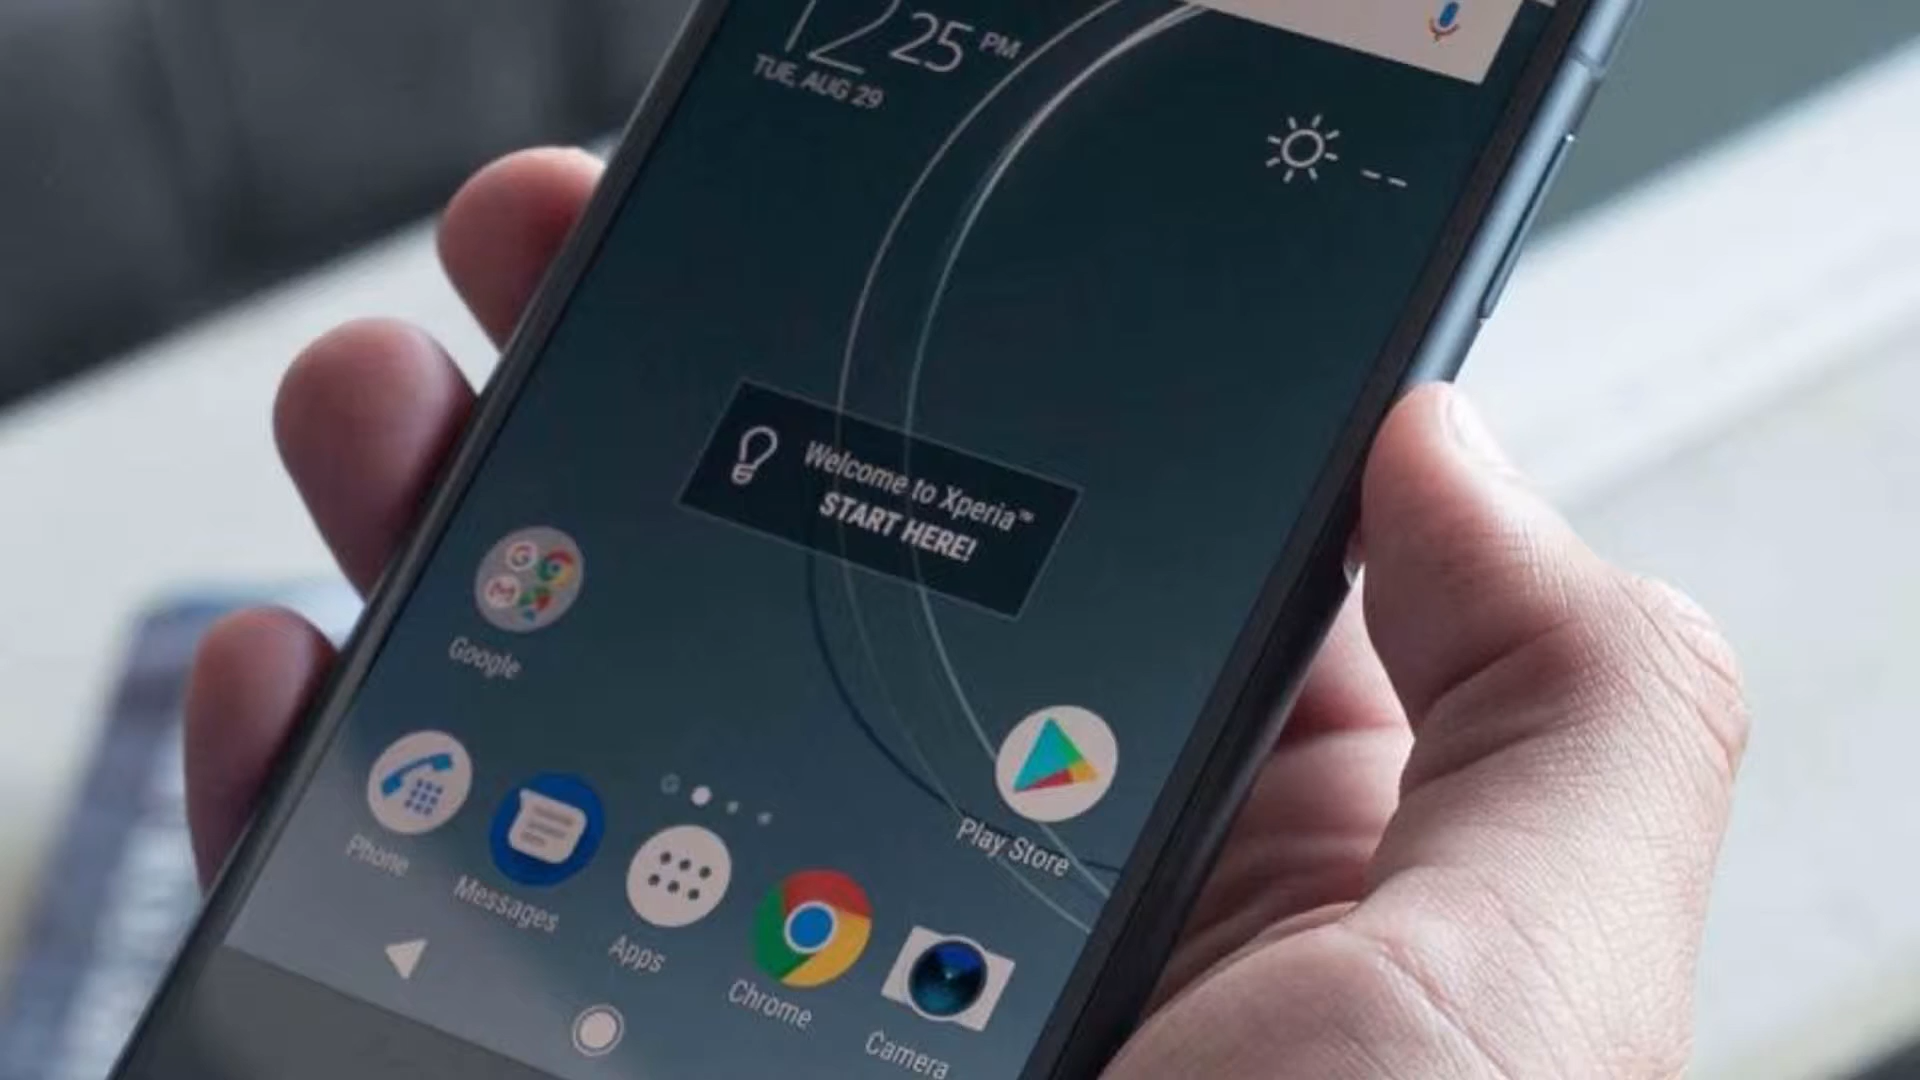 12 25 PM
TUE, AUG 29
--
Welcome to Xperia™
START HERE!
Google
Play Store
Phone
Messages
Apps
Chrome
Camera